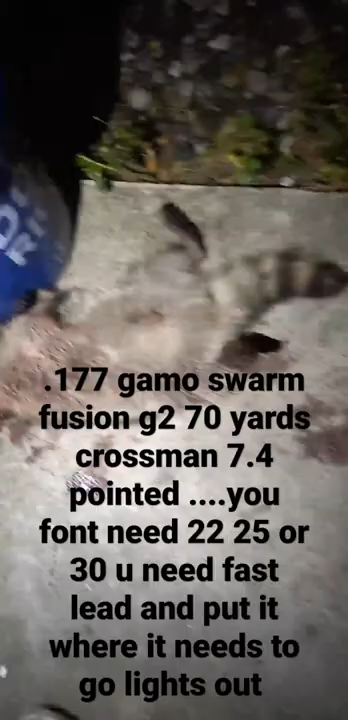 .177 gamo swarm
fusion g2 70 yards
crossman 7.4
pointed ....you
font need 22 25 or
30 u need fast
lead and put it
where it needs to
go lights out